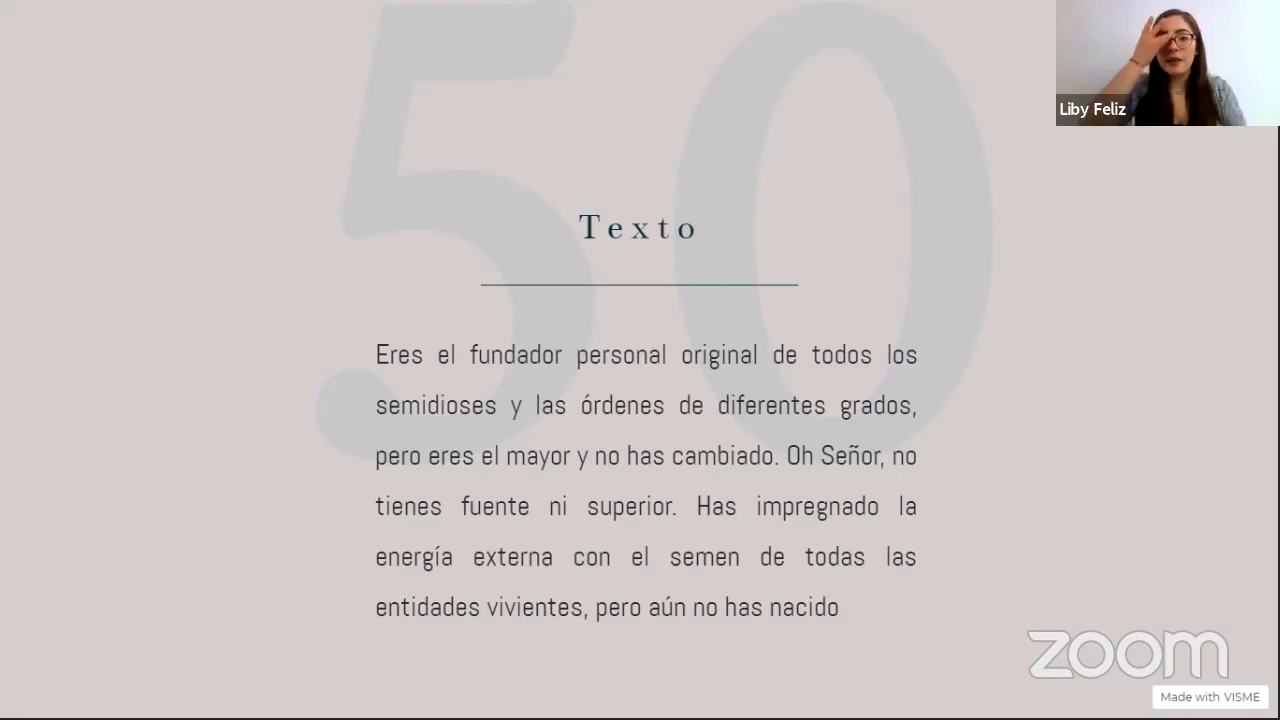 50
Liby Feliz
Texto
Eres el fundador personal original de todos los
semidioses y las órdenes de diferentes grados,
pero eres el mayor y no has cambiado. Oh Señor, no
tienes fuente ni superior. Has impregnado la
energía externa con el semen de todas las
entidades vivientes, pero aún no has nacido
zoom
Made with VISME